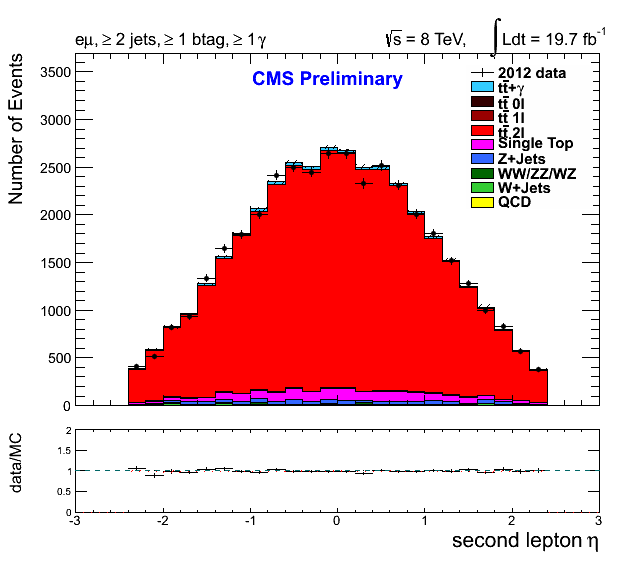 eμ, ≥ 2 jets, ≥ 1 btag, ≥ 1 γ
√s = 8 TeV, ∫ Ldt = 19.7 fb⁻¹
CMS Preliminary
2012 data
tt̄+γ
tt̄ 0l
tt̄ 1l
tt̄ 2l
Single Top
Z+Jets
WW/ZZ/WZ
W+Jets
QCD
Number of Events
3500
3000
2500
2000
1500
1000
500
0
data/MC
2
1.5
1
0.5
0
-3 -2 -1 0 1 2 3
second lepton η